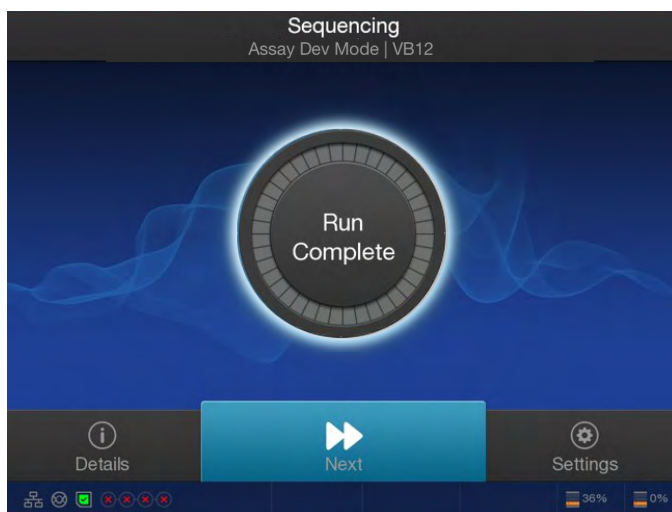 Sequencing
Assay Dev Mode | VB12
Run
Complete
Details
Next
Settings
36%
0%